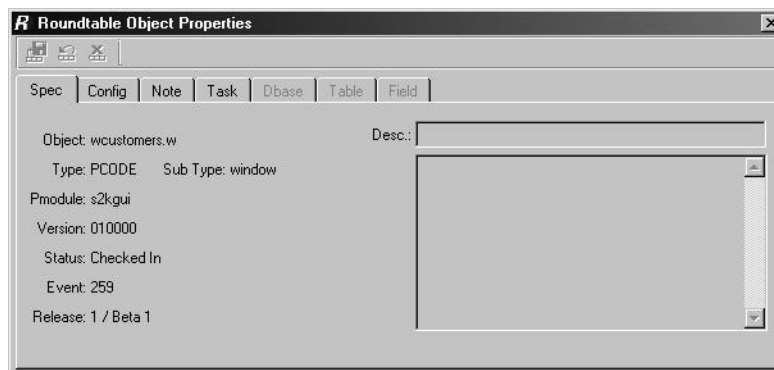 Roundtable Object Properties
Spec Config Note Task Dbase Table Field
Object: wcustomers.w Desc.:
Type: PCODE Sub Type: window
Pmodule: s2kgui
Version: 010000
Status: Checked In
Event: 259
Release: 1 / Beta 1